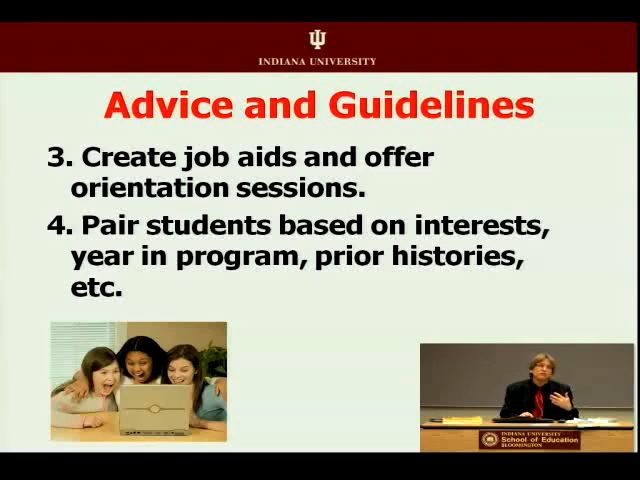 INDIANA UNIVERSITY
Advice and Guidelines
3. Create job aids and offer
orientation sessions.
4. Pair students based on interests,
year in program, prior histories,
etc.
INDIANA UNIVERSITY
School of Education
BLOOMINGTON